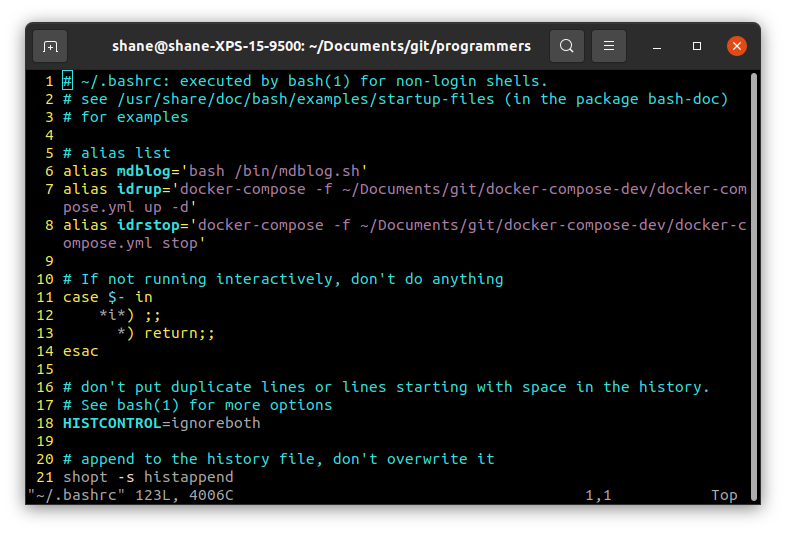 shane@shane-XPS-15-9500: ~/Documents/git/programmers
1 # ~/.bashrc: executed by bash(1) for non-login shells.
2 # see /usr/share/doc/bash/examples/startup-files (in the package bash-doc)
3 # for examples
4
5 # alias list
6 alias mdblog='bash /bin/mdblog.sh'
7 alias idrup='docker-compose -f ~/Documents/git/docker-compose-dev/docker-com
pose.yml up -d'
8 alias idrstop='docker-compose -f ~/Documents/git/docker-compose-dev/docker-c
ompose.yml stop'
9
10 # If not running interactively, don't do anything
11 case $- in
12     *i*) ;;
13       *) return;;
14 esac
15
16 # don't put duplicate lines or lines starting with space in the history.
17 # See bash(1) for more options
18 HISTCONTROL=ignoreboth
19
20 # append to the history file, don't overwrite it
21 shopt -s histappend
"~/.bashrc" 123L, 4006C 1,1 Top